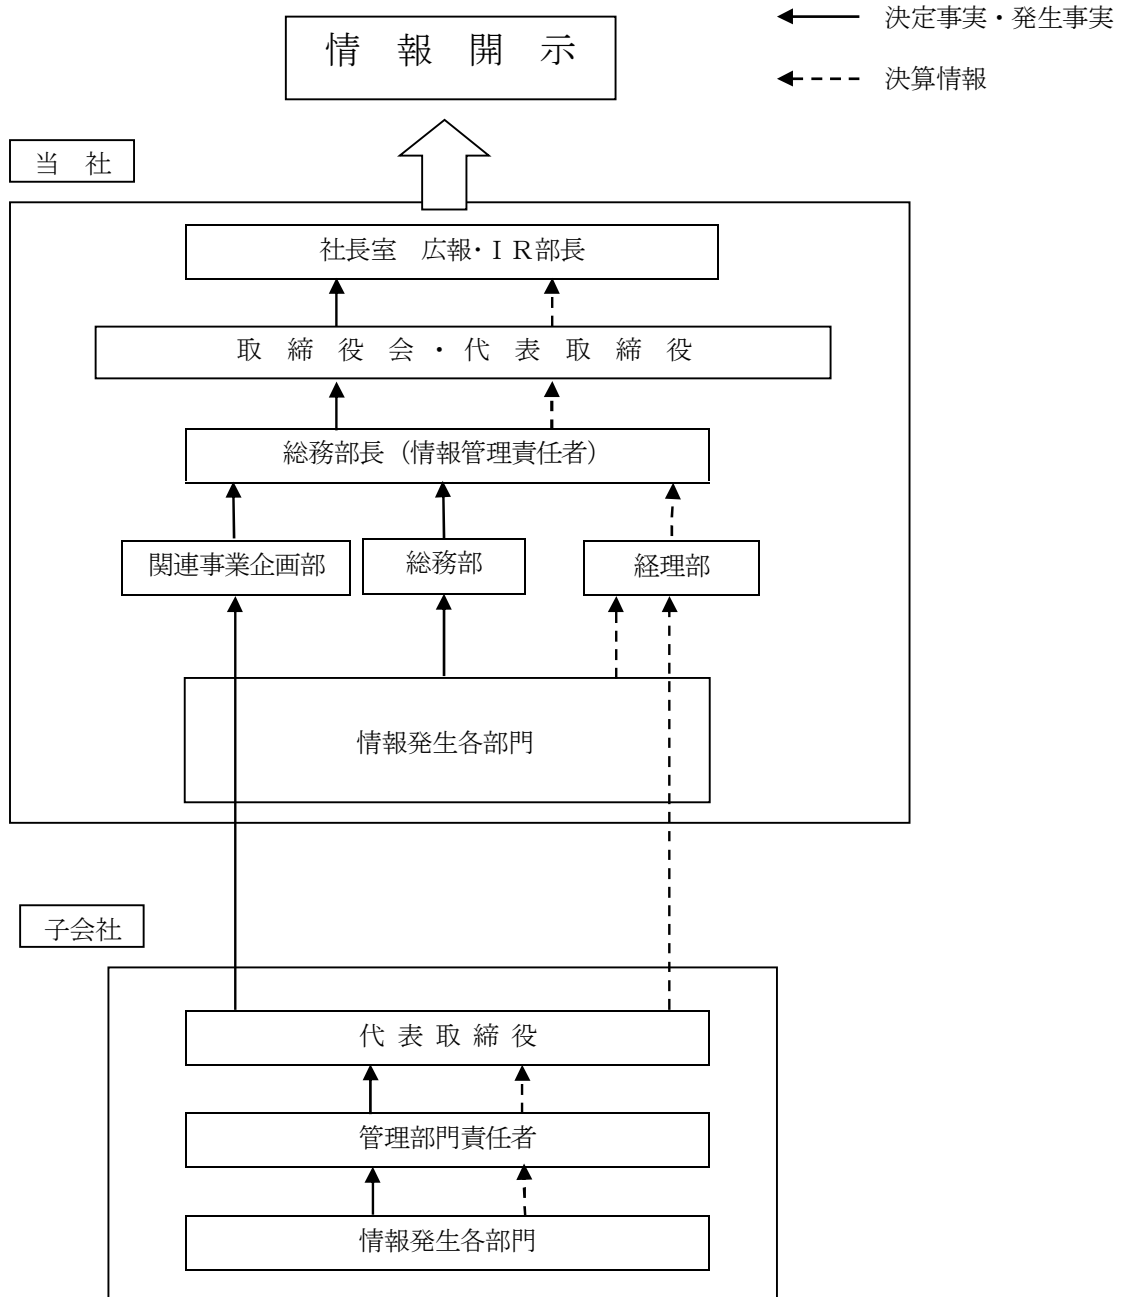 情　報　開　示
決定事実・発生事実
決算情報
当　社
社長室　広報・ＩＲ部長
取　締　役　会　・　代　表　取　締　役
総務部長（情報管理責任者）
関連事業企画部
総務部
経理部
情報発生各部門
子会社
代 表 取 締 役
管理部門責任者
情報発生各部門